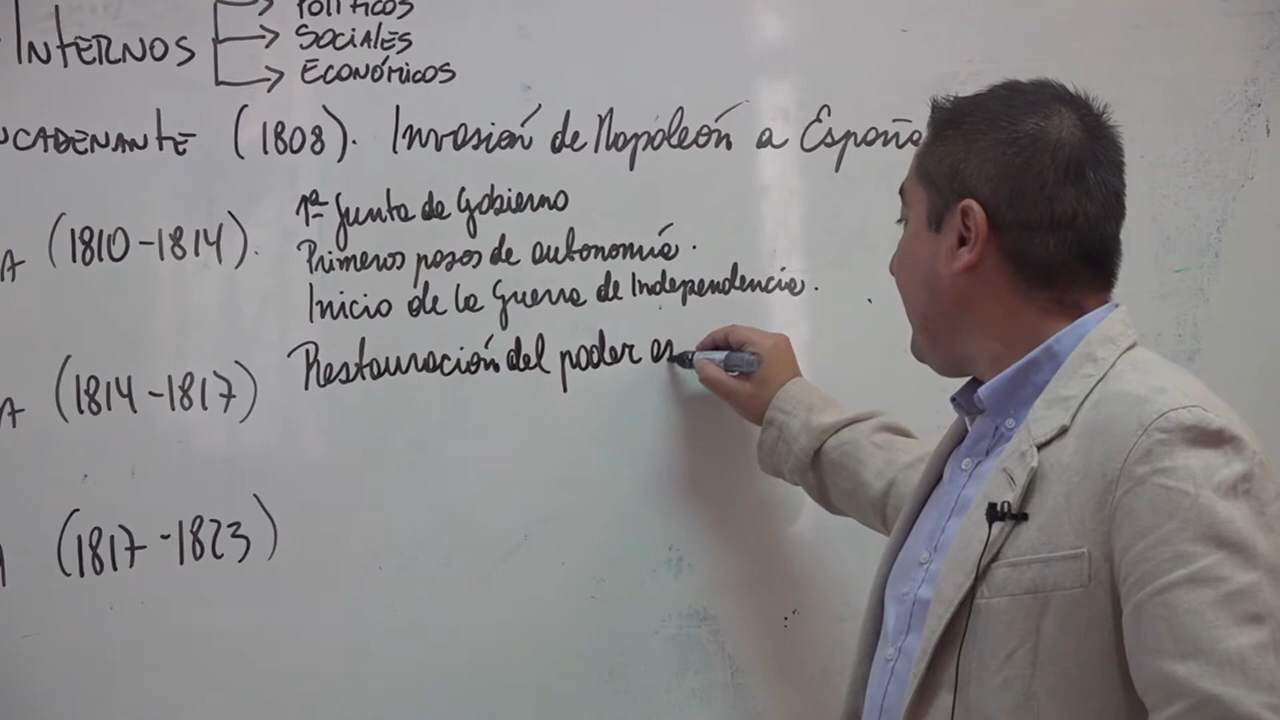 INTERNOS
POLÍTICOS
SOCIALES
ECONÓMICOS
(1808). Invasión de Napoleón a España
(1810-1814).
1ª Junta de Gobierno
Primeros pasos de autonomía.
Inicio de la Guerra de Independencia.
(1814-1817)
Restauración del poder es
(1817-1823)